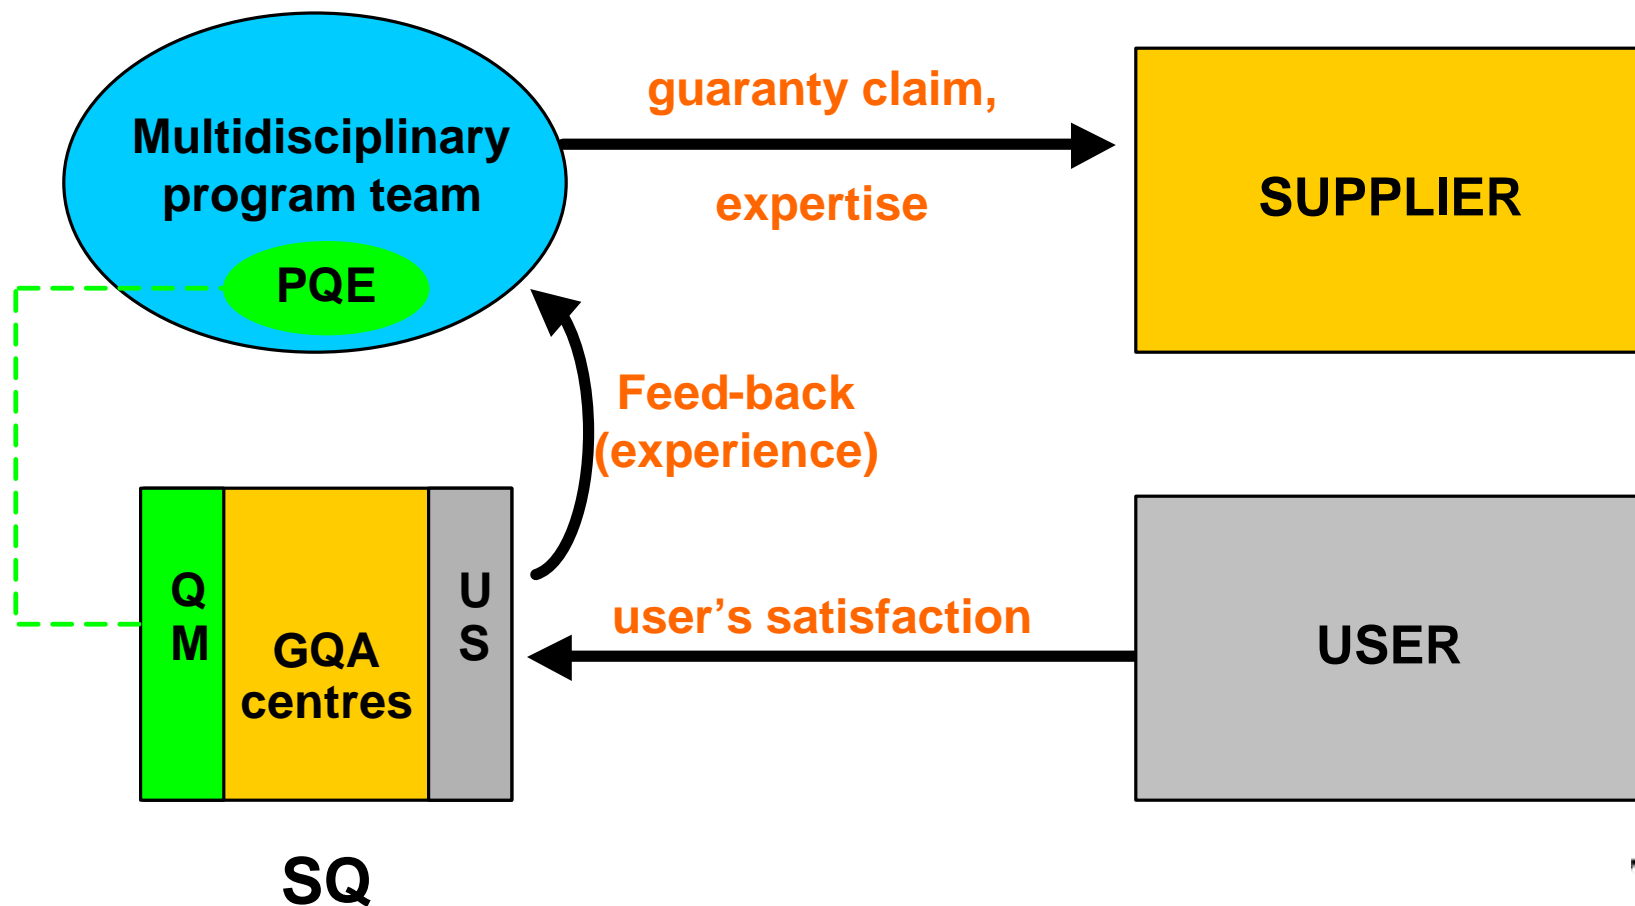 Multidisciplinary
program team
PQE
guaranty claim,
expertise
SUPPLIER
Feed-back
(experience)
Q
M
GQA
centres
U
S
user’s satisfaction
USER
SQ